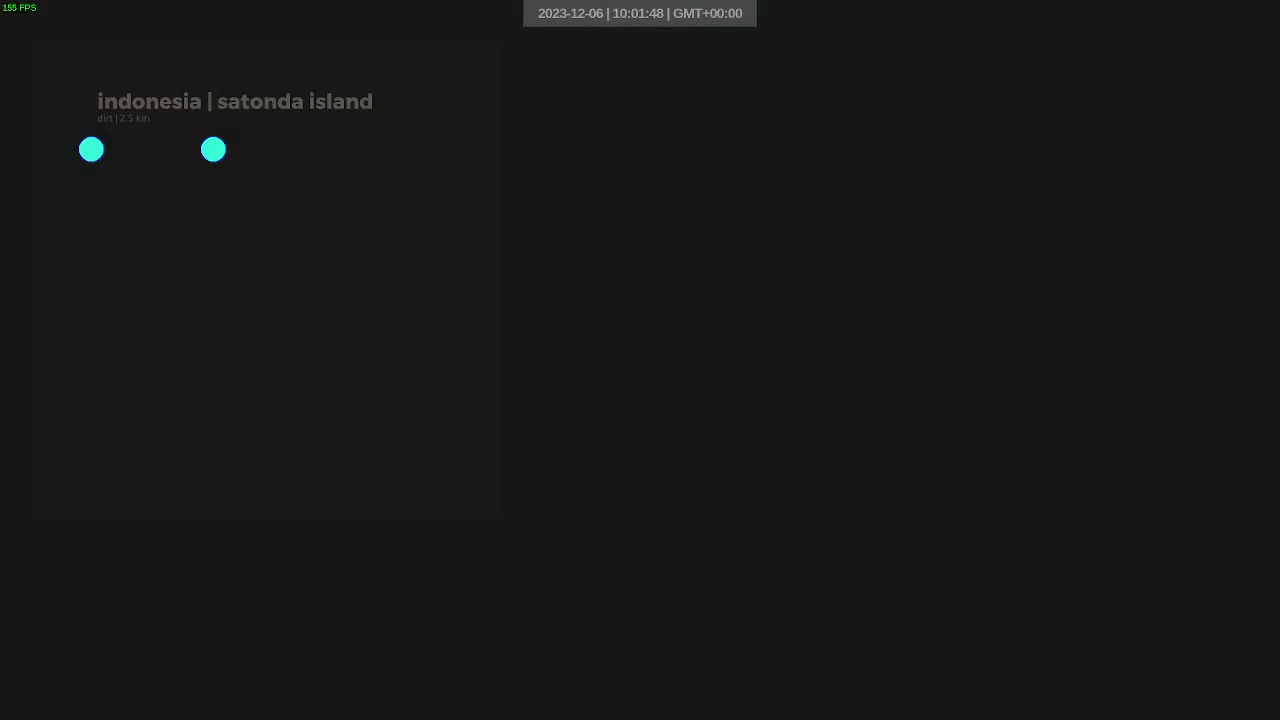 155 FPS
2023-12-06 | 10:01:48 | GMT+00:00
indonesia | satonda island
dirt | 2.5 km